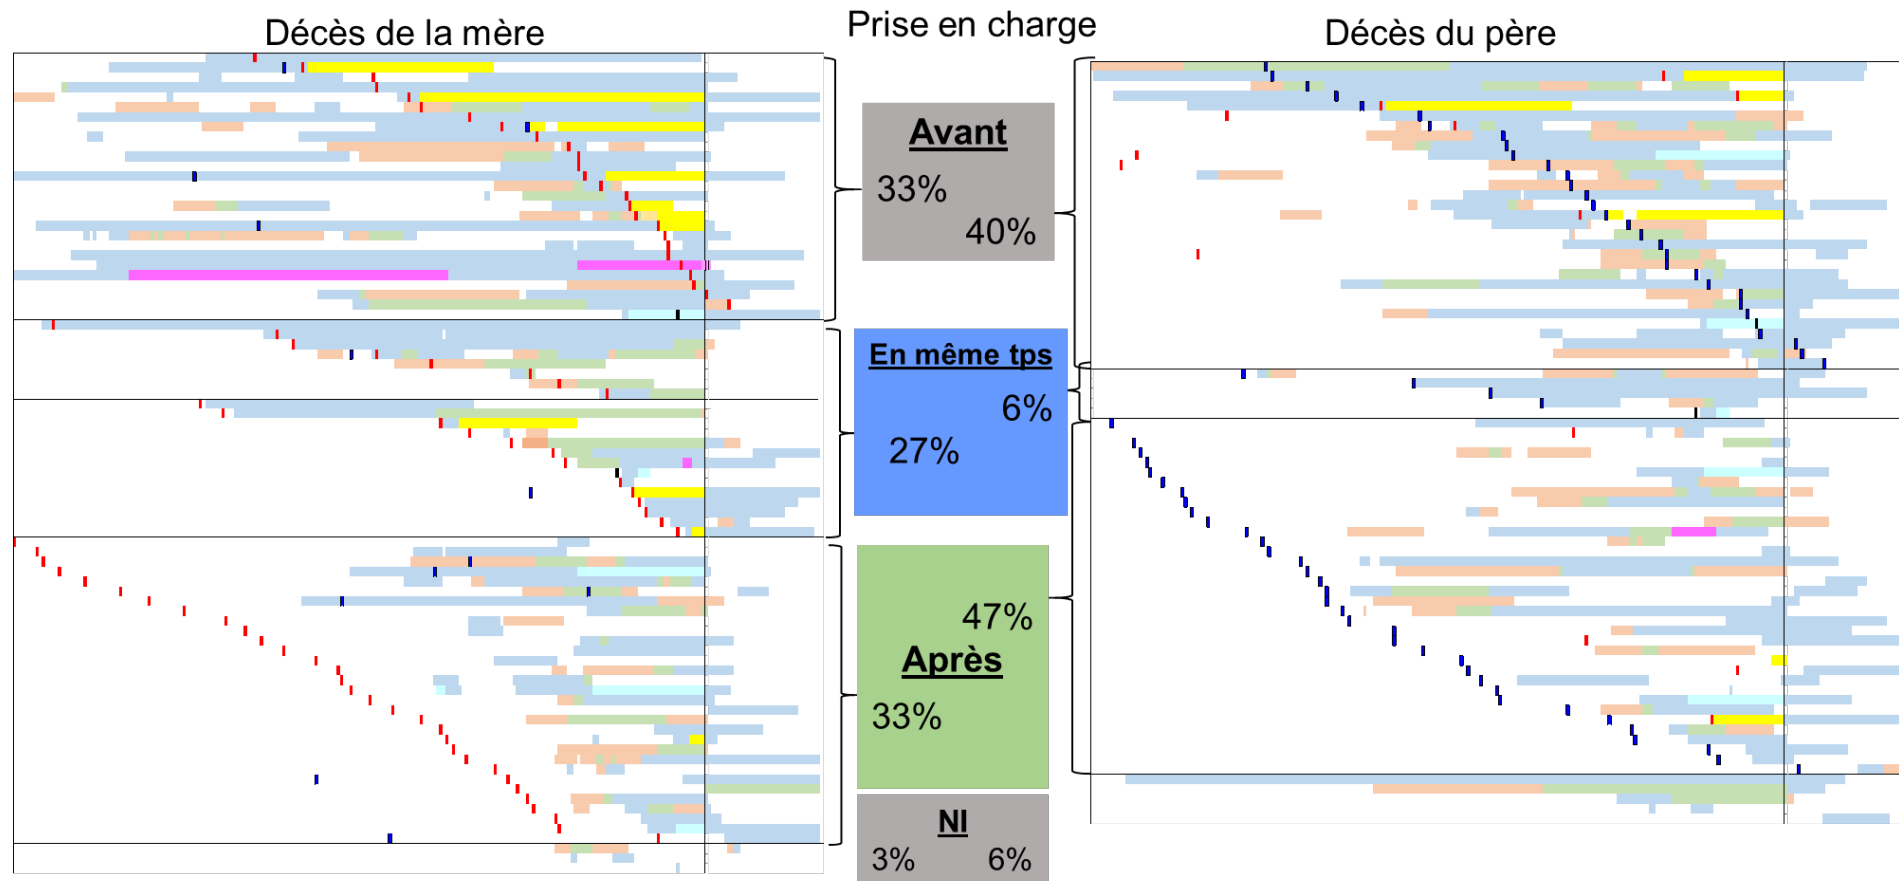 Décès de la mère
Prise en charge
Décès du père
Avant
33%
40%
En même tps
6%
27%
47%
Après
33%
NI
3% 6%